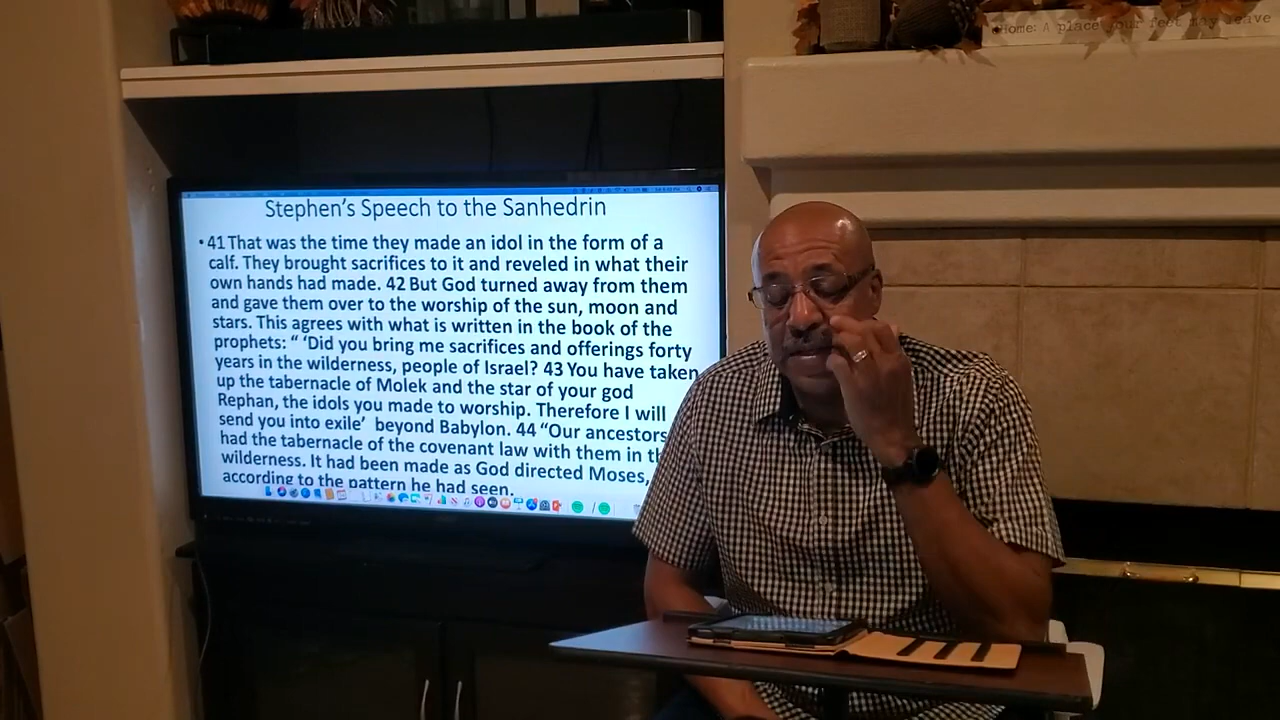 Home: A place your feet may leave
Stephen's Speech to the Sanhedrin
• 41 That was the time they made an idol in the form of a
calf. They brought sacrifices to it and reveled in what their
own hands had made. 42 But God turned away from them
and gave them over to the worship of the sun, moon and
stars. This agrees with what is written in the book of the
prophets: “ ‘Did you bring me sacrifices and offerings forty
years in the wilderness, people of Israel? 43 You have taken
up the tabernacle of Molek and the star of your god
Rephan, the idols you made to worship. Therefore I will
send you into exile’ beyond Babylon. 44 “Our ancestors
had the tabernacle of the covenant law with them in th
wilderness. It had been made as God directed Moses,
according to the pattern he had seen.